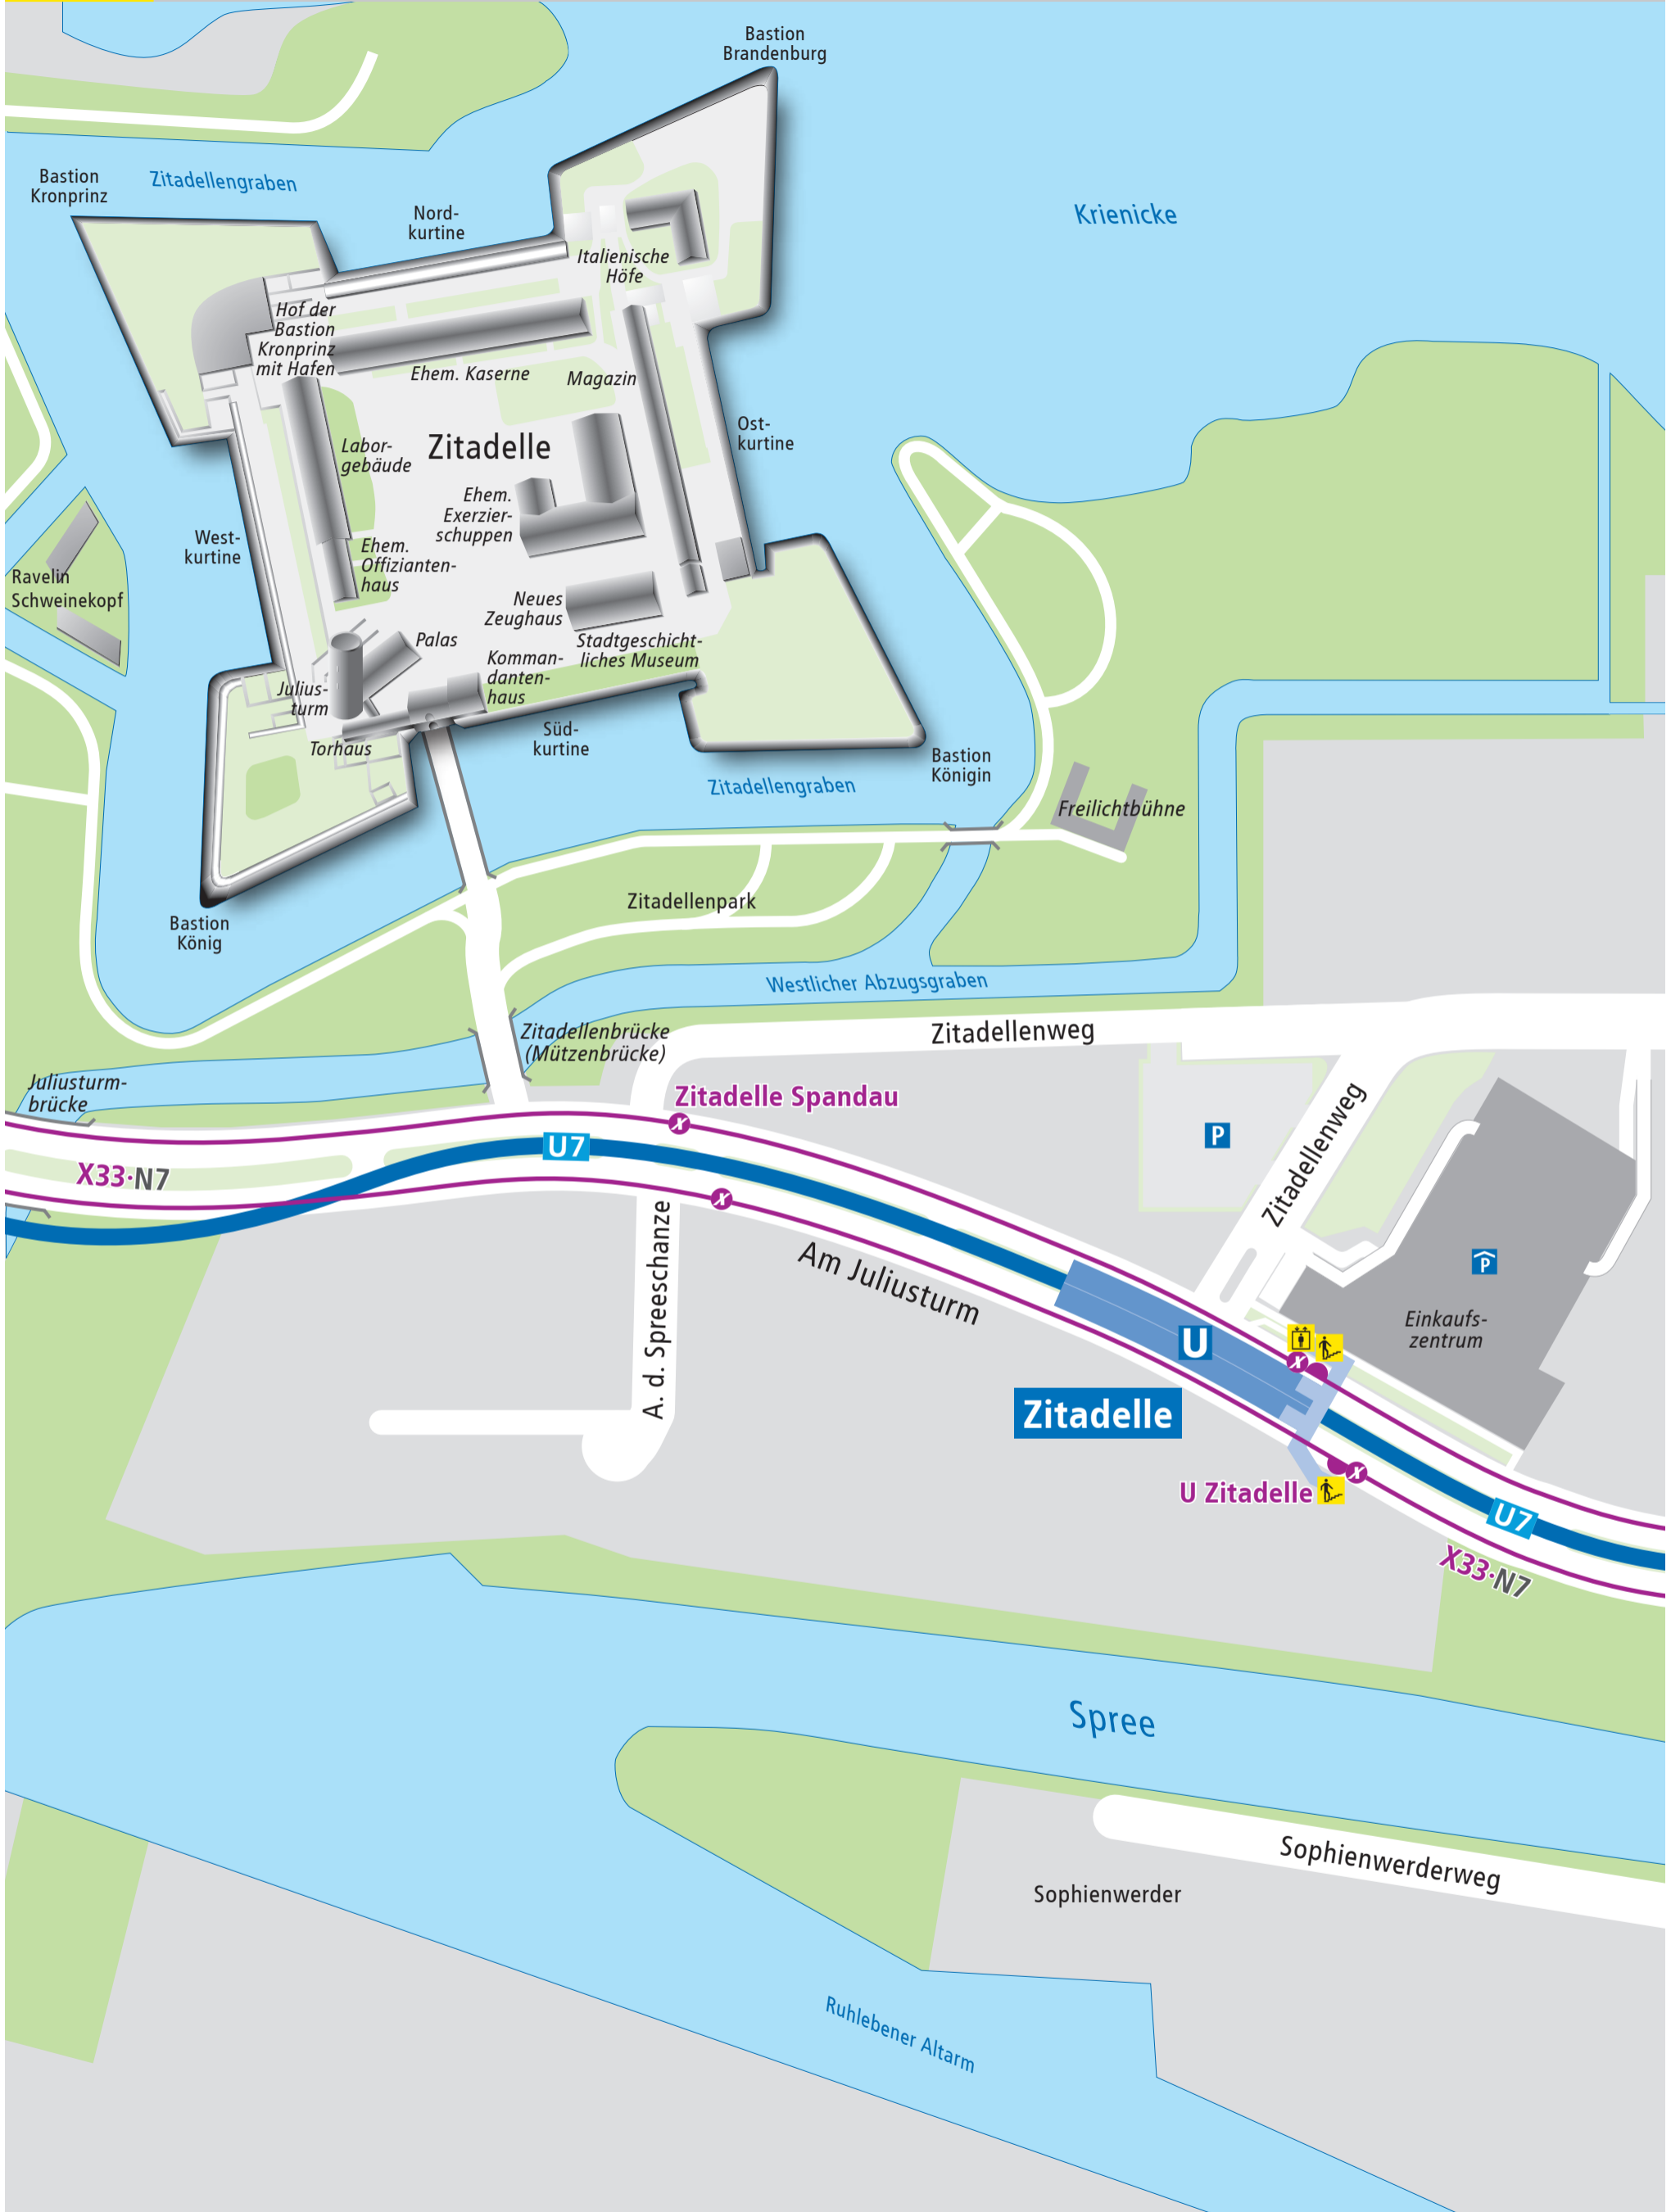 Bastion
Brandenburg
Bastion
Kronprinz
Zitadellengraben
Nord-
kurtine
Krienicke
Italienische
Höfe
Hof der
Bastion
Kronprinz
mit Hafen
Ehem. Kaserne
Magazin
Ost-
kurtine
Labor-
gebäude
Zitadelle
Ehem.
Exerzier-
schuppen
West-
kurtine
Ehem.
Offizianten-
haus
Ravelin
Schweinekopf
Neues
Zeughaus
Stadtgeschicht-
liches Museum
Palas
Komman-
danten-
haus
Julius-
turm
Torhaus
Süd-
kurtine
Bastion
Königin
Zitadellengraben
Freilichtbühne
Zitadellenpark
Bastion
König
Westlicher Abzugsgraben
Zitadellenbrücke
(Mützenbrücke)
Zitadellenweg
Juliusturm-
brücke
Zitadelle Spandau
X
P
Zitadellenweg
U7
X33·N7
X
A. d. Spreeschanze
Am Juliusturm
P
Einkaufs-
zentrum
U
X
Zitadelle
X
U Zitadelle
U7
X33·N7
Spree
Sophienwerderweg
Sophienwerder
Ruhlebener Altarm